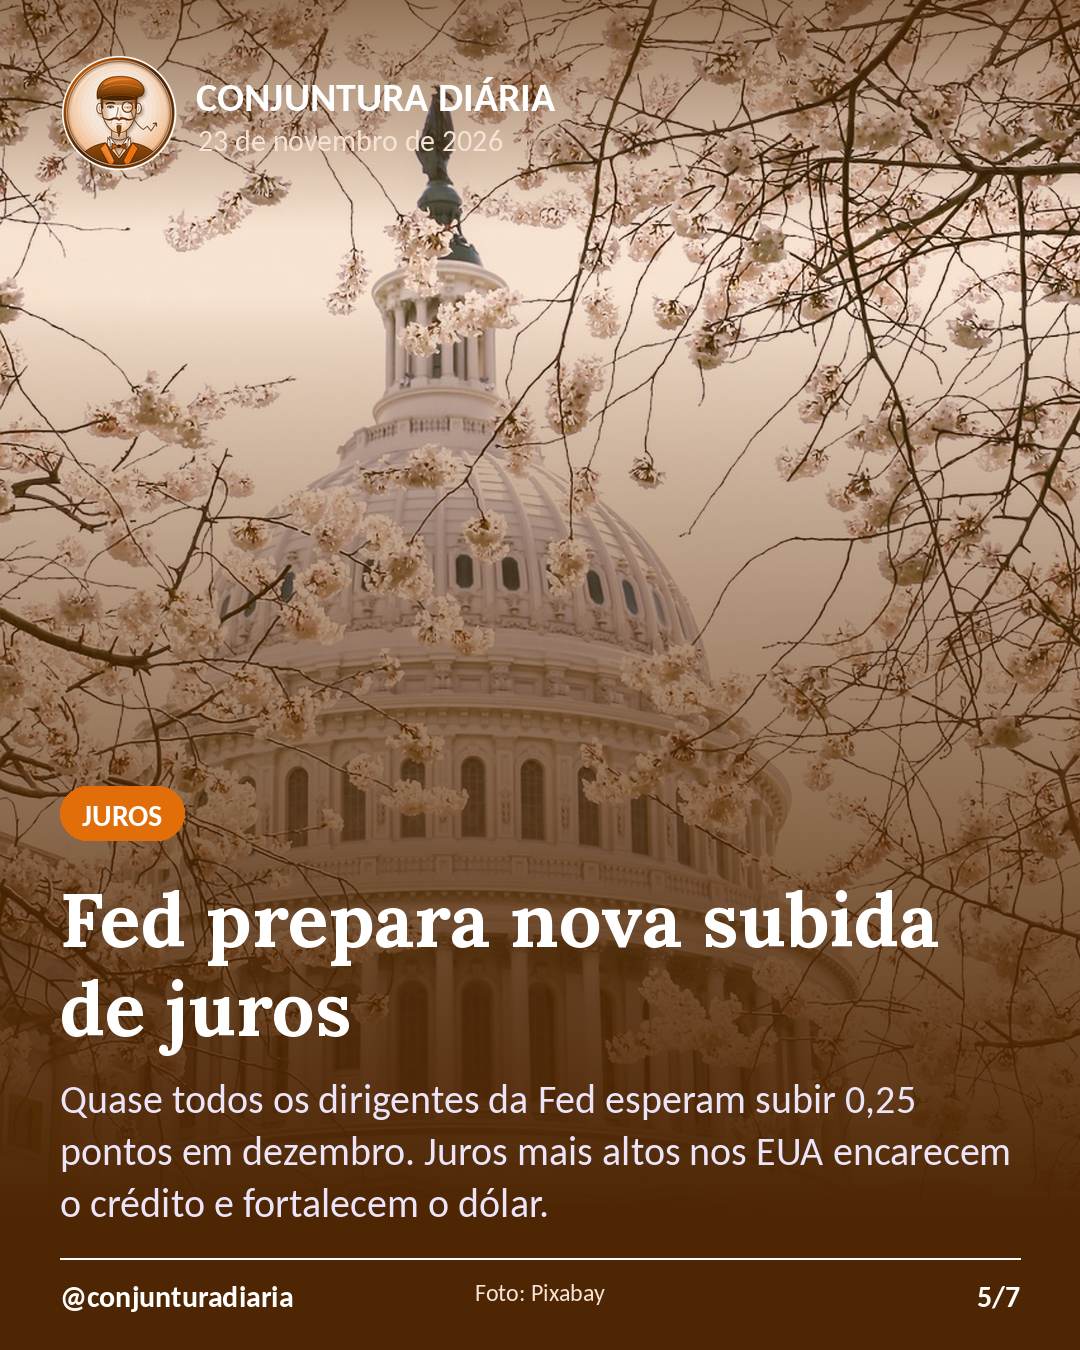 CONJUNTURA DIÁRIA
23 de novembro de 2026
JUROS
Fed prepara nova subida
de juros
Quase todos os dirigentes da Fed esperam subir 0,25
pontos em dezembro. Juros mais altos nos EUA encarecem
o crédito e fortalecem o dólar.
@conjunturadiaria
Foto: Pixabay
5/7